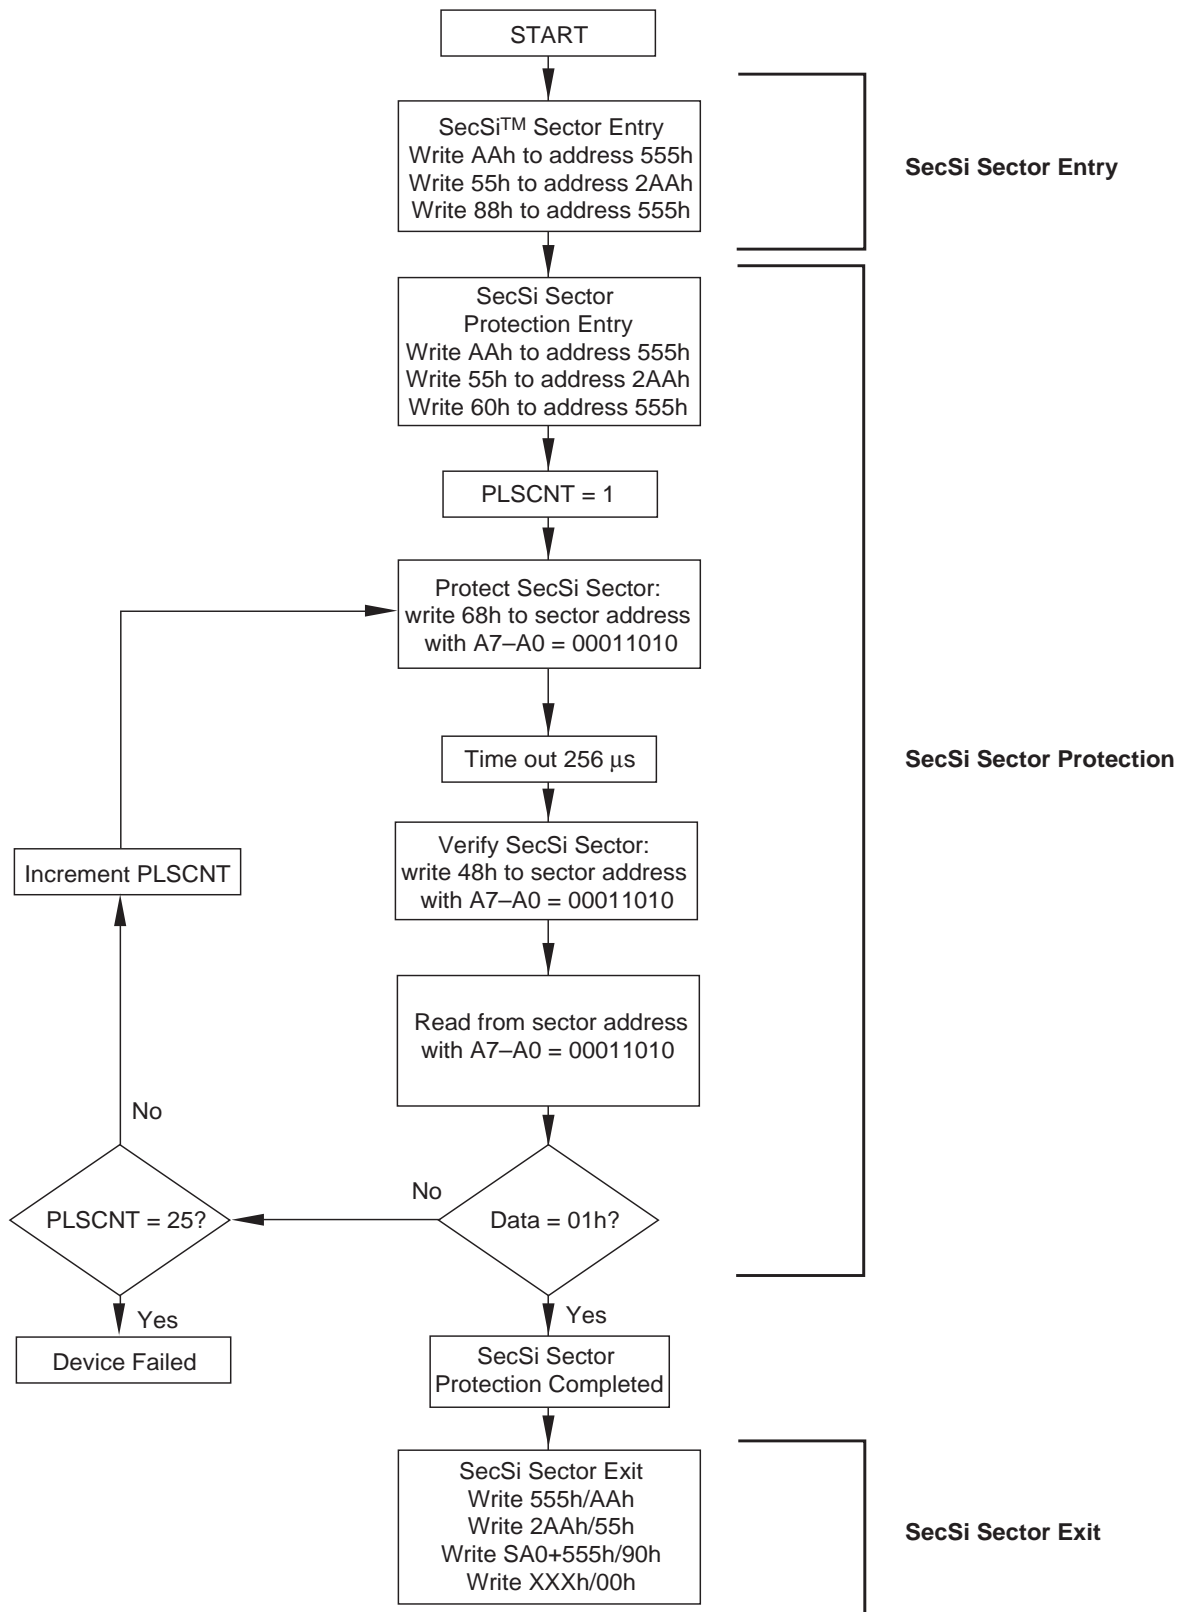 START
SecSi™ Sector Entry
Write AAh to address 555h
Write 55h to address 2AAh
Write 88h to address 555h
SecSi Sector Entry
SecSi Sector
Protection Entry
Write AAh to address 555h
Write 55h to address 2AAh
Write 60h to address 555h
PLSCNT = 1
Protect SecSi Sector:
write 68h to sector address
with A7–A0 = 00011010
Time out 256 μs
SecSi Sector Protection
Verify SecSi Sector:
write 48h to sector address
with A7–A0 = 00011010
Increment PLSCNT
Read from sector address
with A7–A0 = 00011010
No
No
PLSCNT = 25?
Data = 01h?
Yes
Yes
Device Failed
SecSi Sector
Protection Completed
SecSi Sector Exit
Write 555h/AAh
Write 2AAh/55h
Write SA0+555h/90h
Write XXXh/00h
SecSi Sector Exit